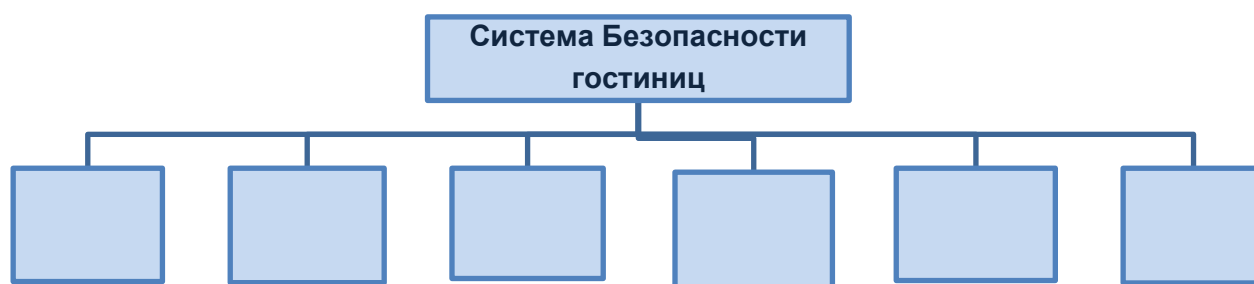 Система Безопасности
гостиниц